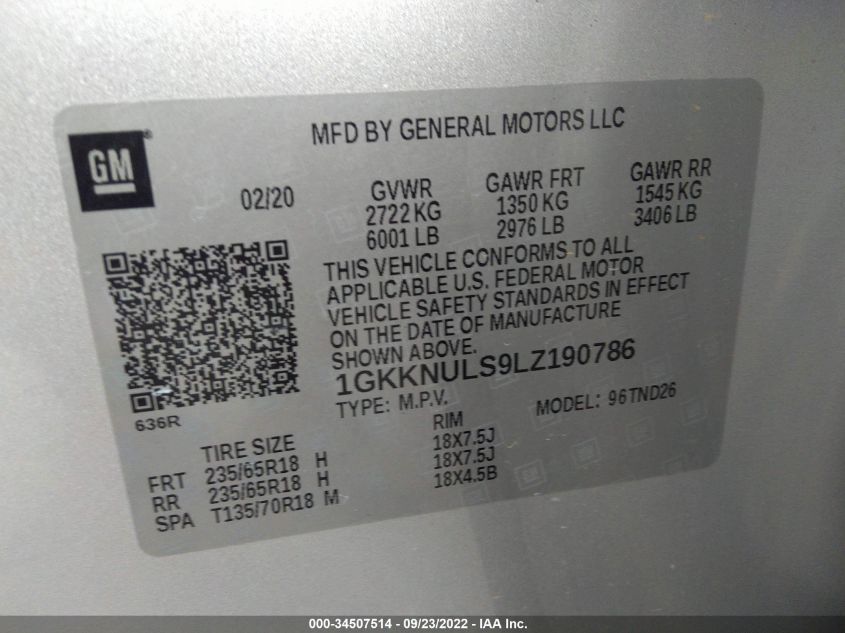 GM
®
MFD BY GENERAL MOTORS LLC
02/20
GVWR GAWR FRT GAWR RR
2722 KG 1350 KG 1545 KG
6001 LB 2976 LB 3406 LB
THIS VEHICLE CONFORMS TO ALL
APPLICABLE U.S. FEDERAL MOTOR
VEHICLE SAFETY STANDARDS IN EFFECT
ON THE DATE OF MANUFACTURE
SHOWN ABOVE.
1GKKNULS9LZ190786
TYPE: M.P.V. MODEL: 96TND26
636R
TIRE SIZE RIM
FRT 235/65R18 H 18X7.5J
RR 235/65R18 H 18X7.5J
SPA T135/70R18 M 18X4.5B
000-34507514 - 09/23/2022 - IAA Inc.